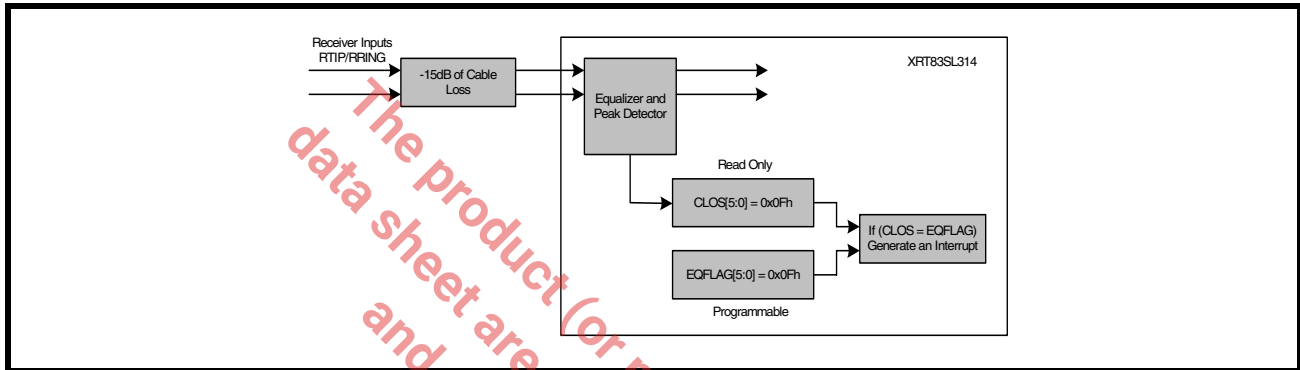 Receiver Inputs
RTIP/RRING
-15dB of Cable
Loss
XRT83SL314
Equalizer and
Peak Detector
Read Only
CLOS[5:0] = 0x0Fh
If (CLOS = EQFLAG)
Generate an Interrupt
EQFLAG[5:0] = 0x0Fh
Programmable
The product (or
data sheet are
and